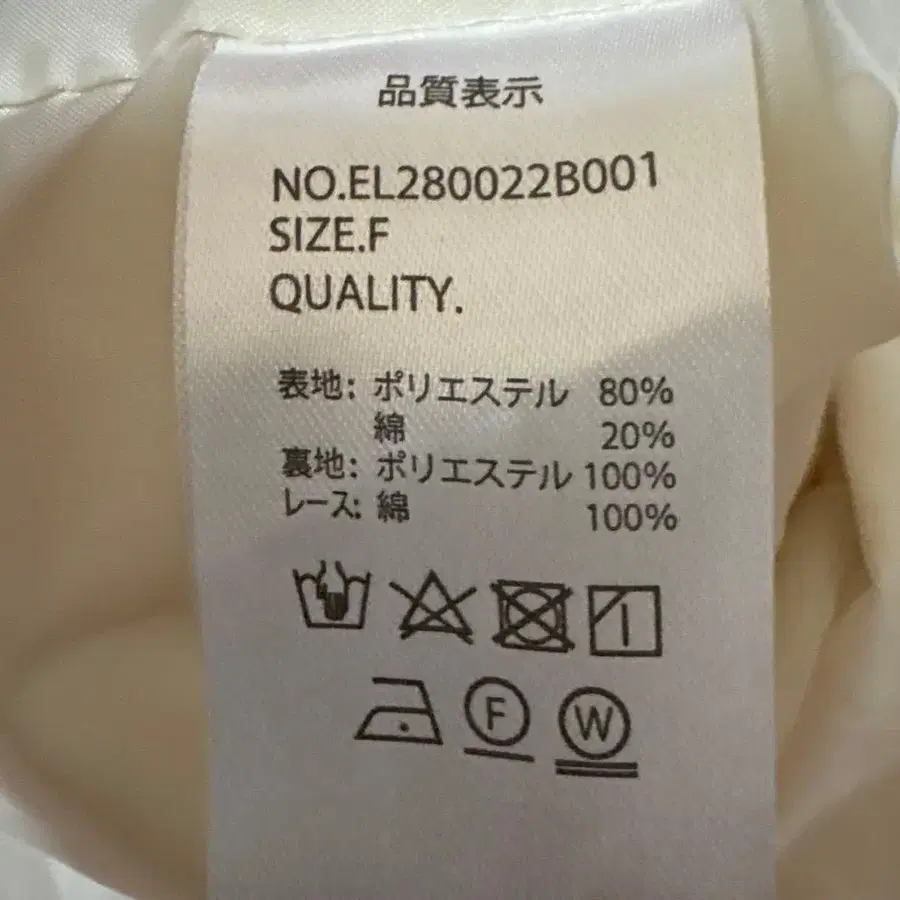 品質表示
NO.EL280022B001
SIZE.F
QUALITY.
表地: ポリエステル 80%
綿 20%
裏地: ポリエステル 100%
レース: 綿 100%
F W